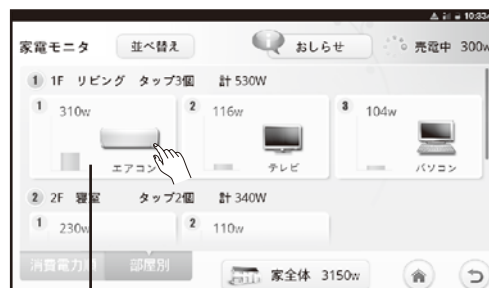 10:33
家電モニタ 並べ替え おしらせ 売電中 300w
1 1F リビング タップ3個 計 530W
1 310w エアコン
2 116w テレビ
3 104w パソコン
2 2F 寝室 タップ2個 計 340W
1 230w
2 110w
消費電力順 部屋別 家全体 3150w